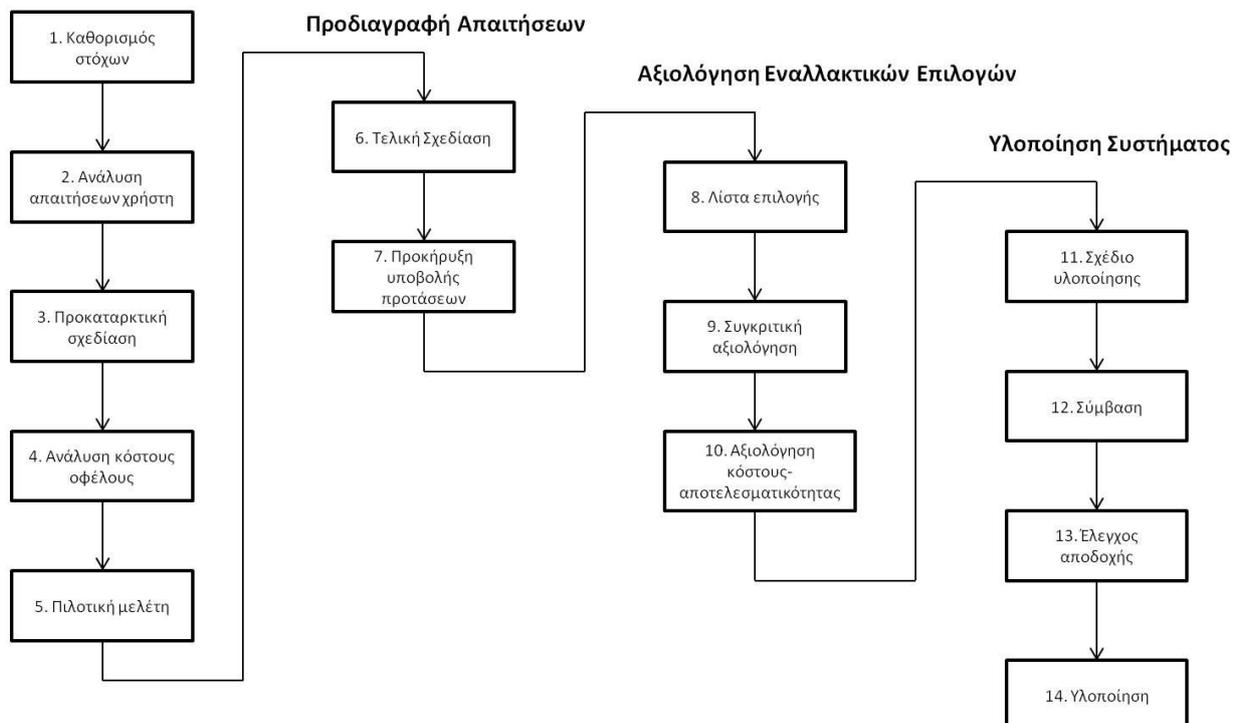 1. Καθορισμός
στόχων
2. Ανάλυση
απαιτήσεων χρήστη
3. Προκαταρκτική
σχεδίαση
4. Ανάλυση κόστους
οφέλους
5. Πιλοτική μελέτη
Προδιαγραφή Απαιτήσεων
6. Τελική Σχεδίαση
7. Προκήρυξη
υποβολής
προτάσεων
Αξιολόγηση Εναλλακτικών Επιλογών
8. Λίστα επιλογής
9. Συγκριτική
αξιολόγηση
10. Αξιολόγηση
κόστους-
αποτελεσματικότητας
Υλοποίηση Συστήματος
11. Σχέδιο
υλοποίησης
12. Σύμβαση
13. Έλεγχος
αποδοχής
14. Υλοποίηση